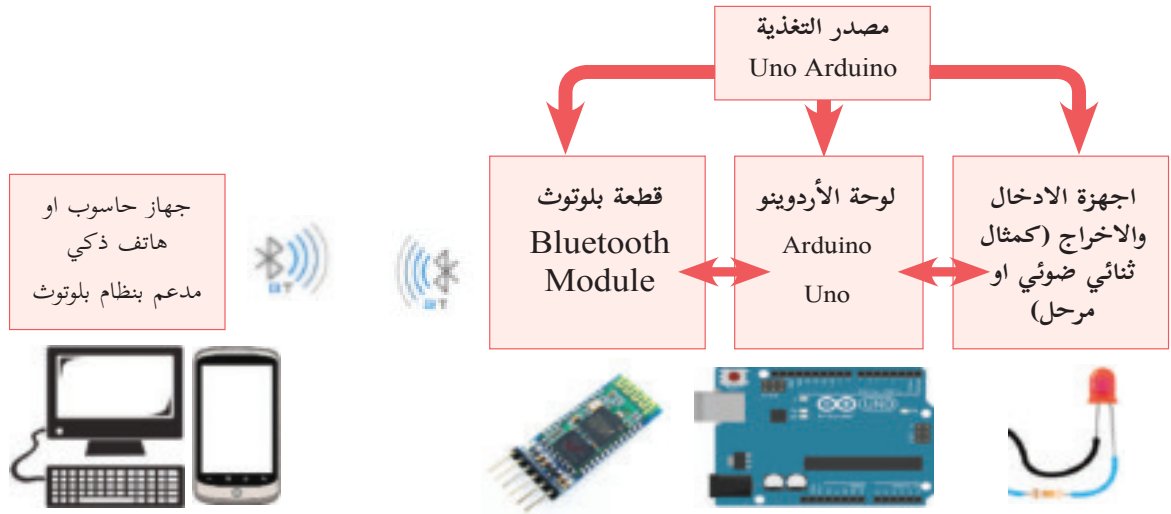 مصدر التغذية
Uno Arduino
اجهزة الادخال
والاخراج (كمثال
ثنائي ضوئي او
مرحل)
لوحة الأردوينو
Arduino
Uno
قطعة بلوتوث
Bluetooth
Module
جهاز حاسوب او
هاتف ذكي
مدعم بنظام بلوتوث
UNO